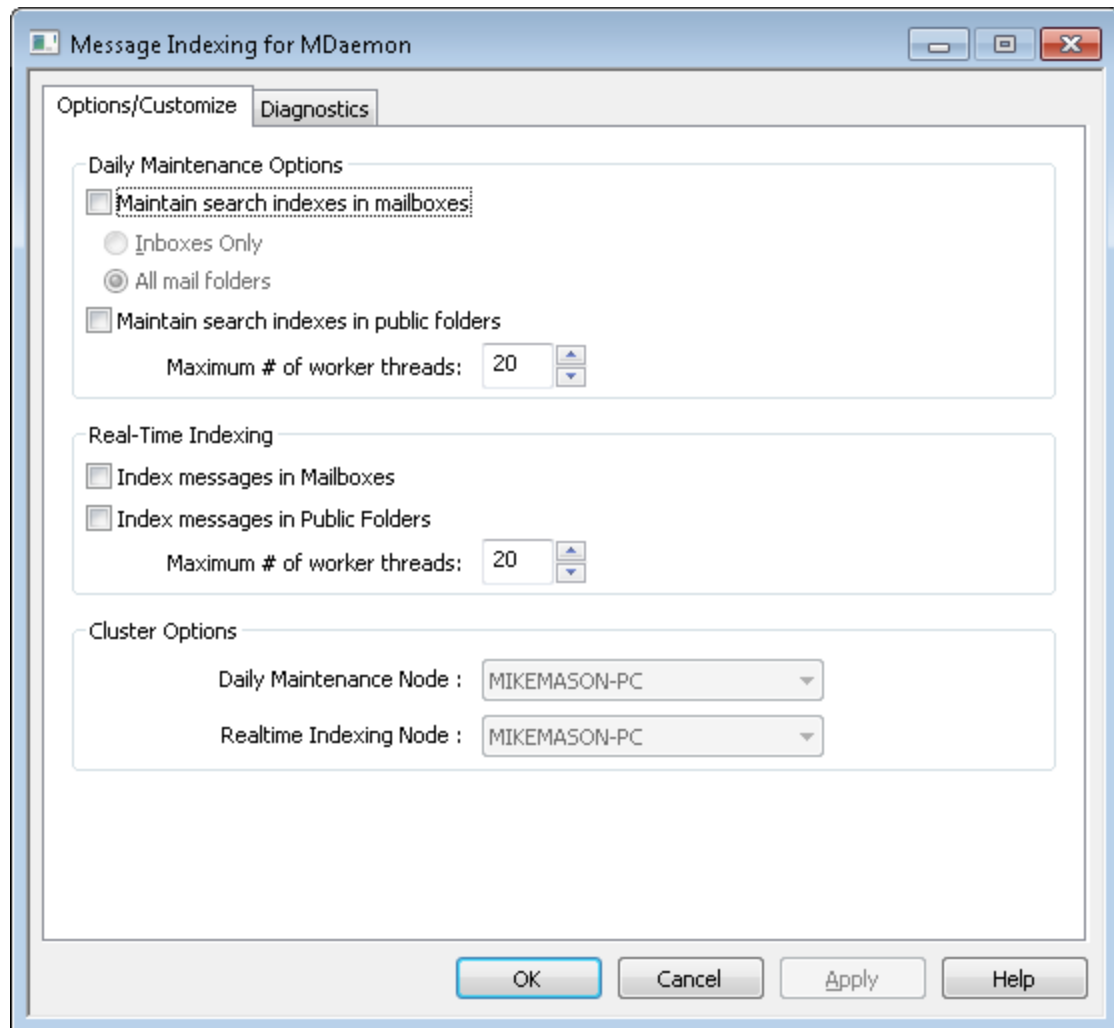 Message Indexing for MDaemon
Options/Customize Diagnostics
Daily Maintenance Options
Maintain search indexes in mailboxes
Inboxes Only
All mail folders
Maintain search indexes in public folders
Maximum # of worker threads: 20
Real-Time Indexing
Index messages in Mailboxes
Index messages in Public Folders
Maximum # of worker threads: 20
Cluster Options
Daily Maintenance Node : MIKEMASON-PC
Realtime Indexing Node : MIKEMASON-PC
OK Cancel Apply Help